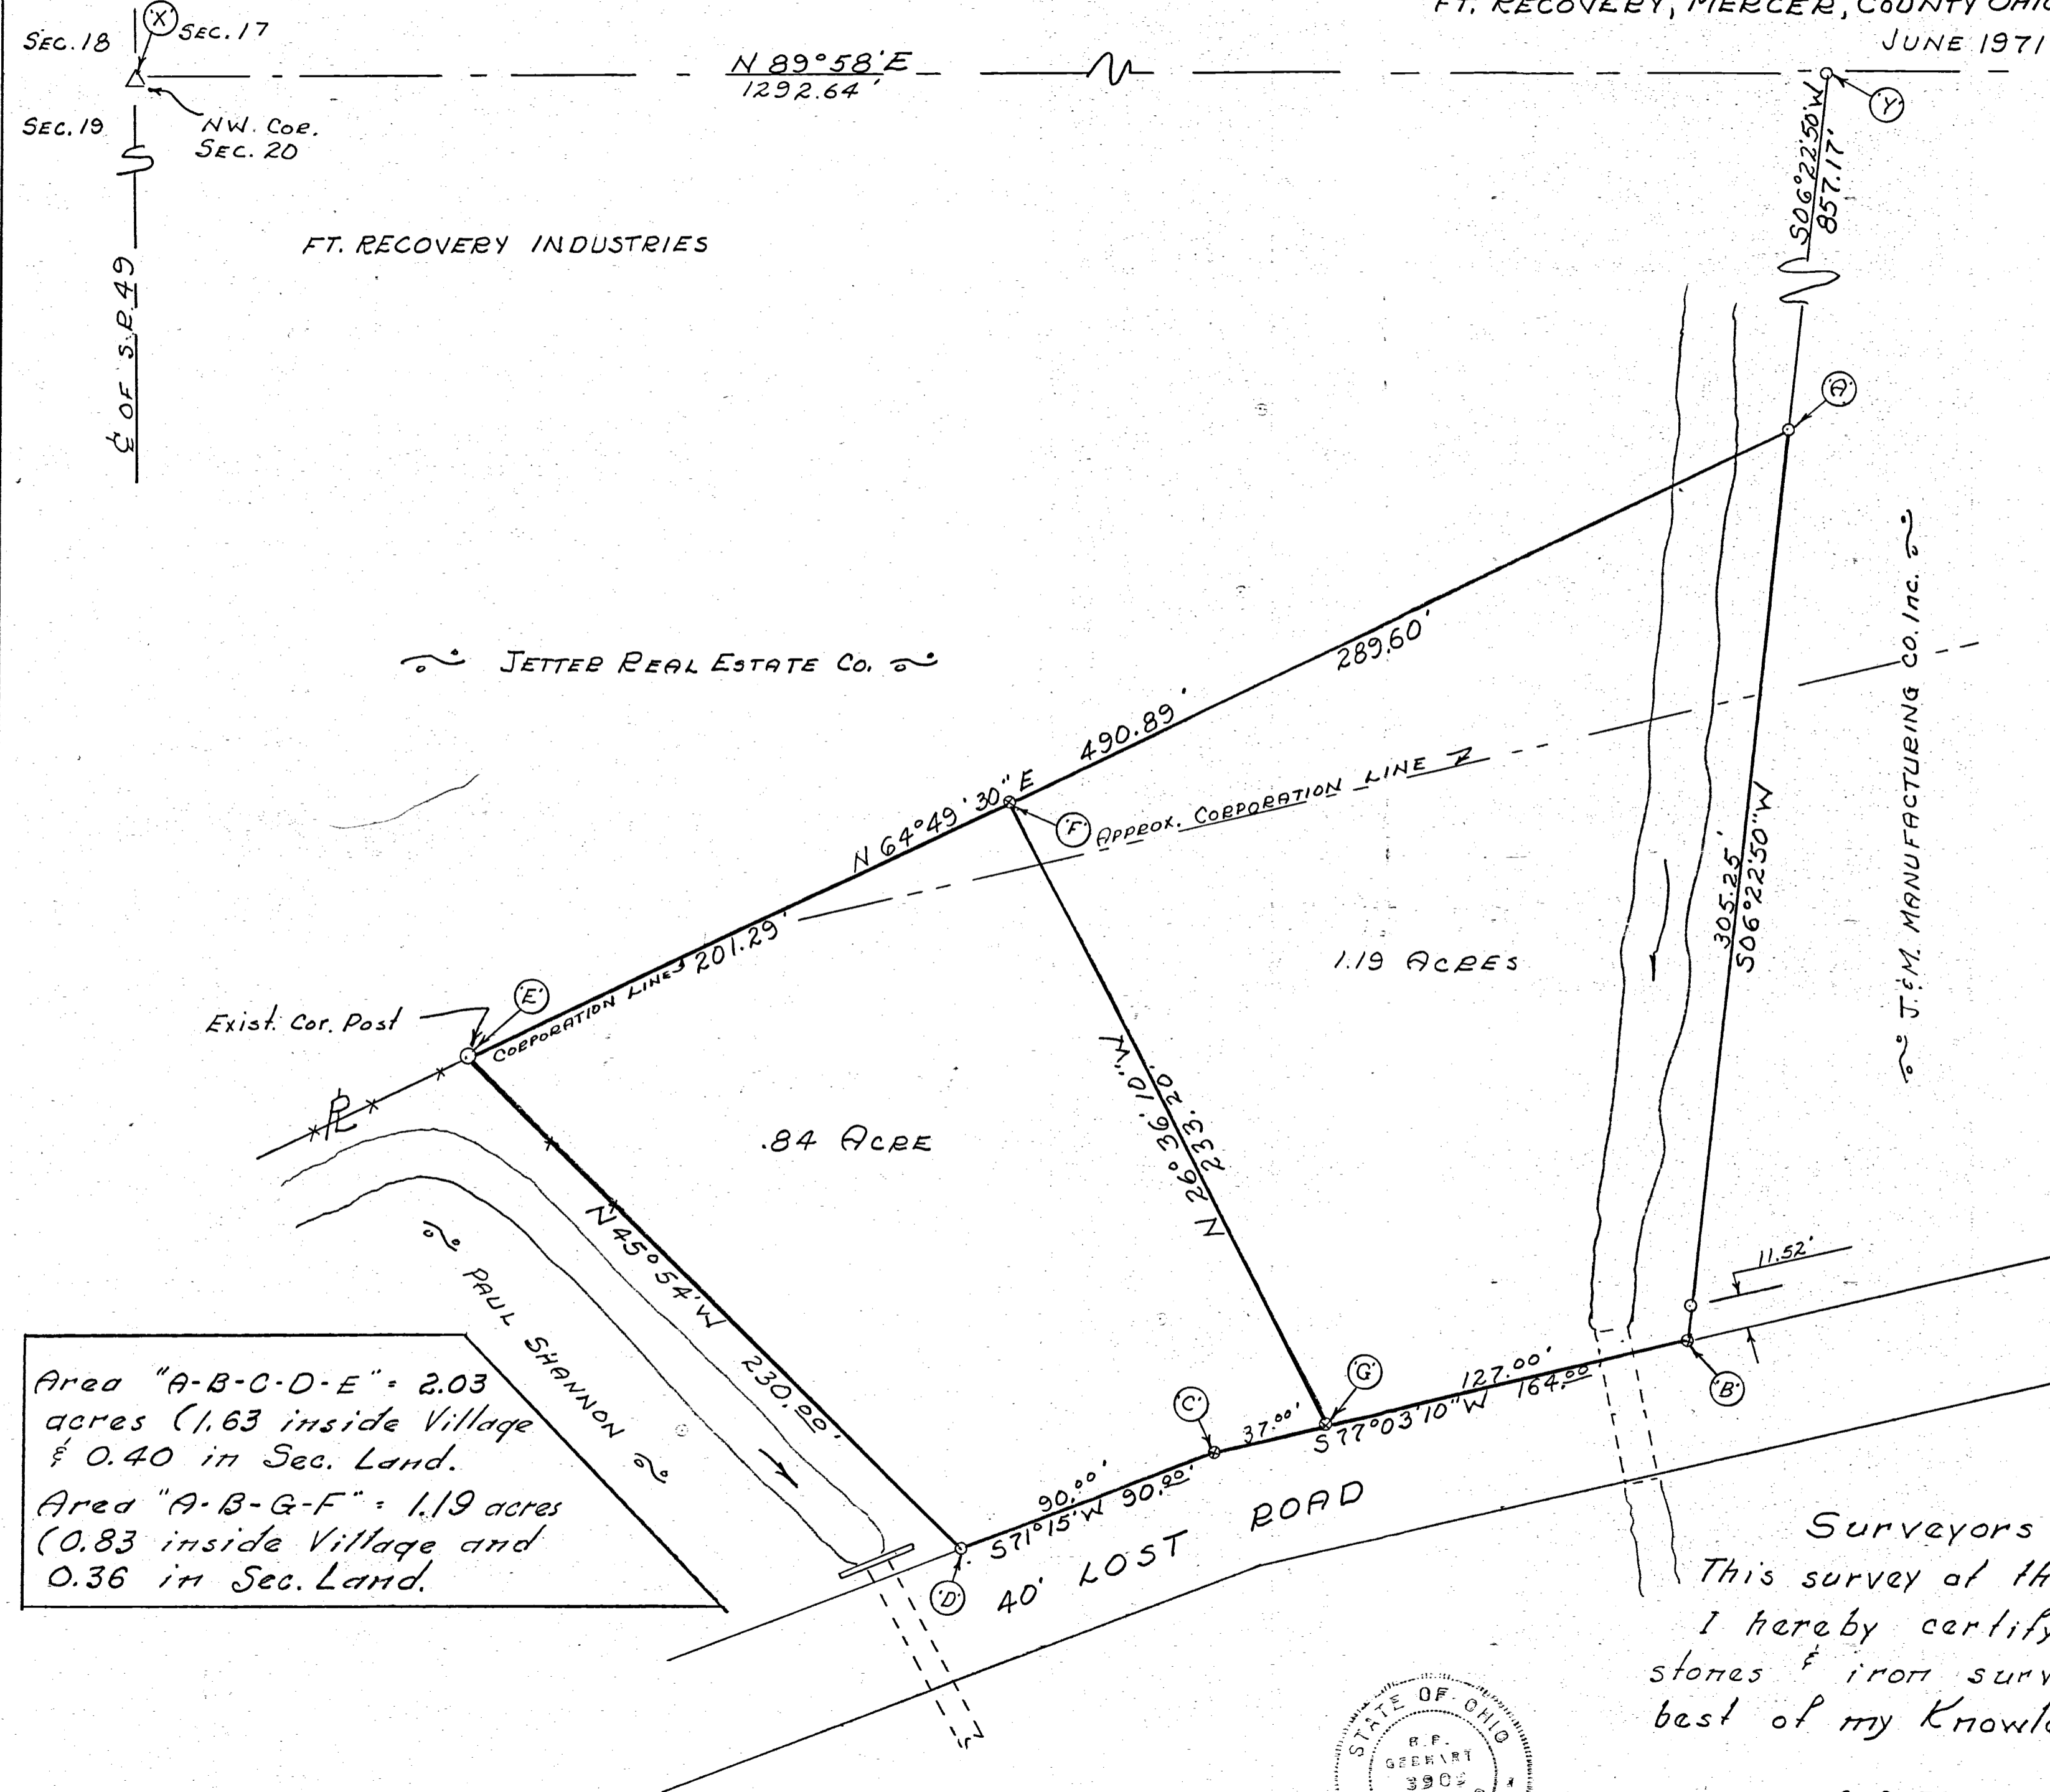 FT. RECOVERY, MERCER, COUNTY OHIO
JUNE 1971
SEC. 18
'X'
SEC. 17
N 89°58' E
1292.64'
SEC. 19
NW. COR.
SEC. 20
'Y'
S06°22'50"W
857.17'
FT. RECOVERY INDUSTRIES
℄ OF S.R. 49
'A'
JETTER REAL ESTATE CO.
289.60'
490.89'
N 64°49'30" E
'F'
APPROX. CORPORATION LINE
J.&M. MANUFACTURING CO. Inc.
305.25'
S06°22'50"W
201.29'
CORPORATION LINE
1.19 ACRES
'E'
Exist. Cor. Post
℄
.84 ACRE
N 26°36'10" W
233.20'
N45°54'W
230.00'
PAUL SHANNON
11.52'
'G'
127.00'
164.00
'B'
'C'
37.00'
S77°03'10"W
90.00'
S71°15'W 90.00'
'D'
40' LOST ROAD
Area "A-B-C-D-E" = 2.03
acres (1.63 inside Village
& 0.40 in Sec. Land.
Area "A-B-G-F" = 1.19 acres
(0.83 inside Village and
0.36 in Sec. Land.
Surveyors
This survey at th
I hereby certify
stones & iron surv
best of my Knowl
STATE OF OHIO